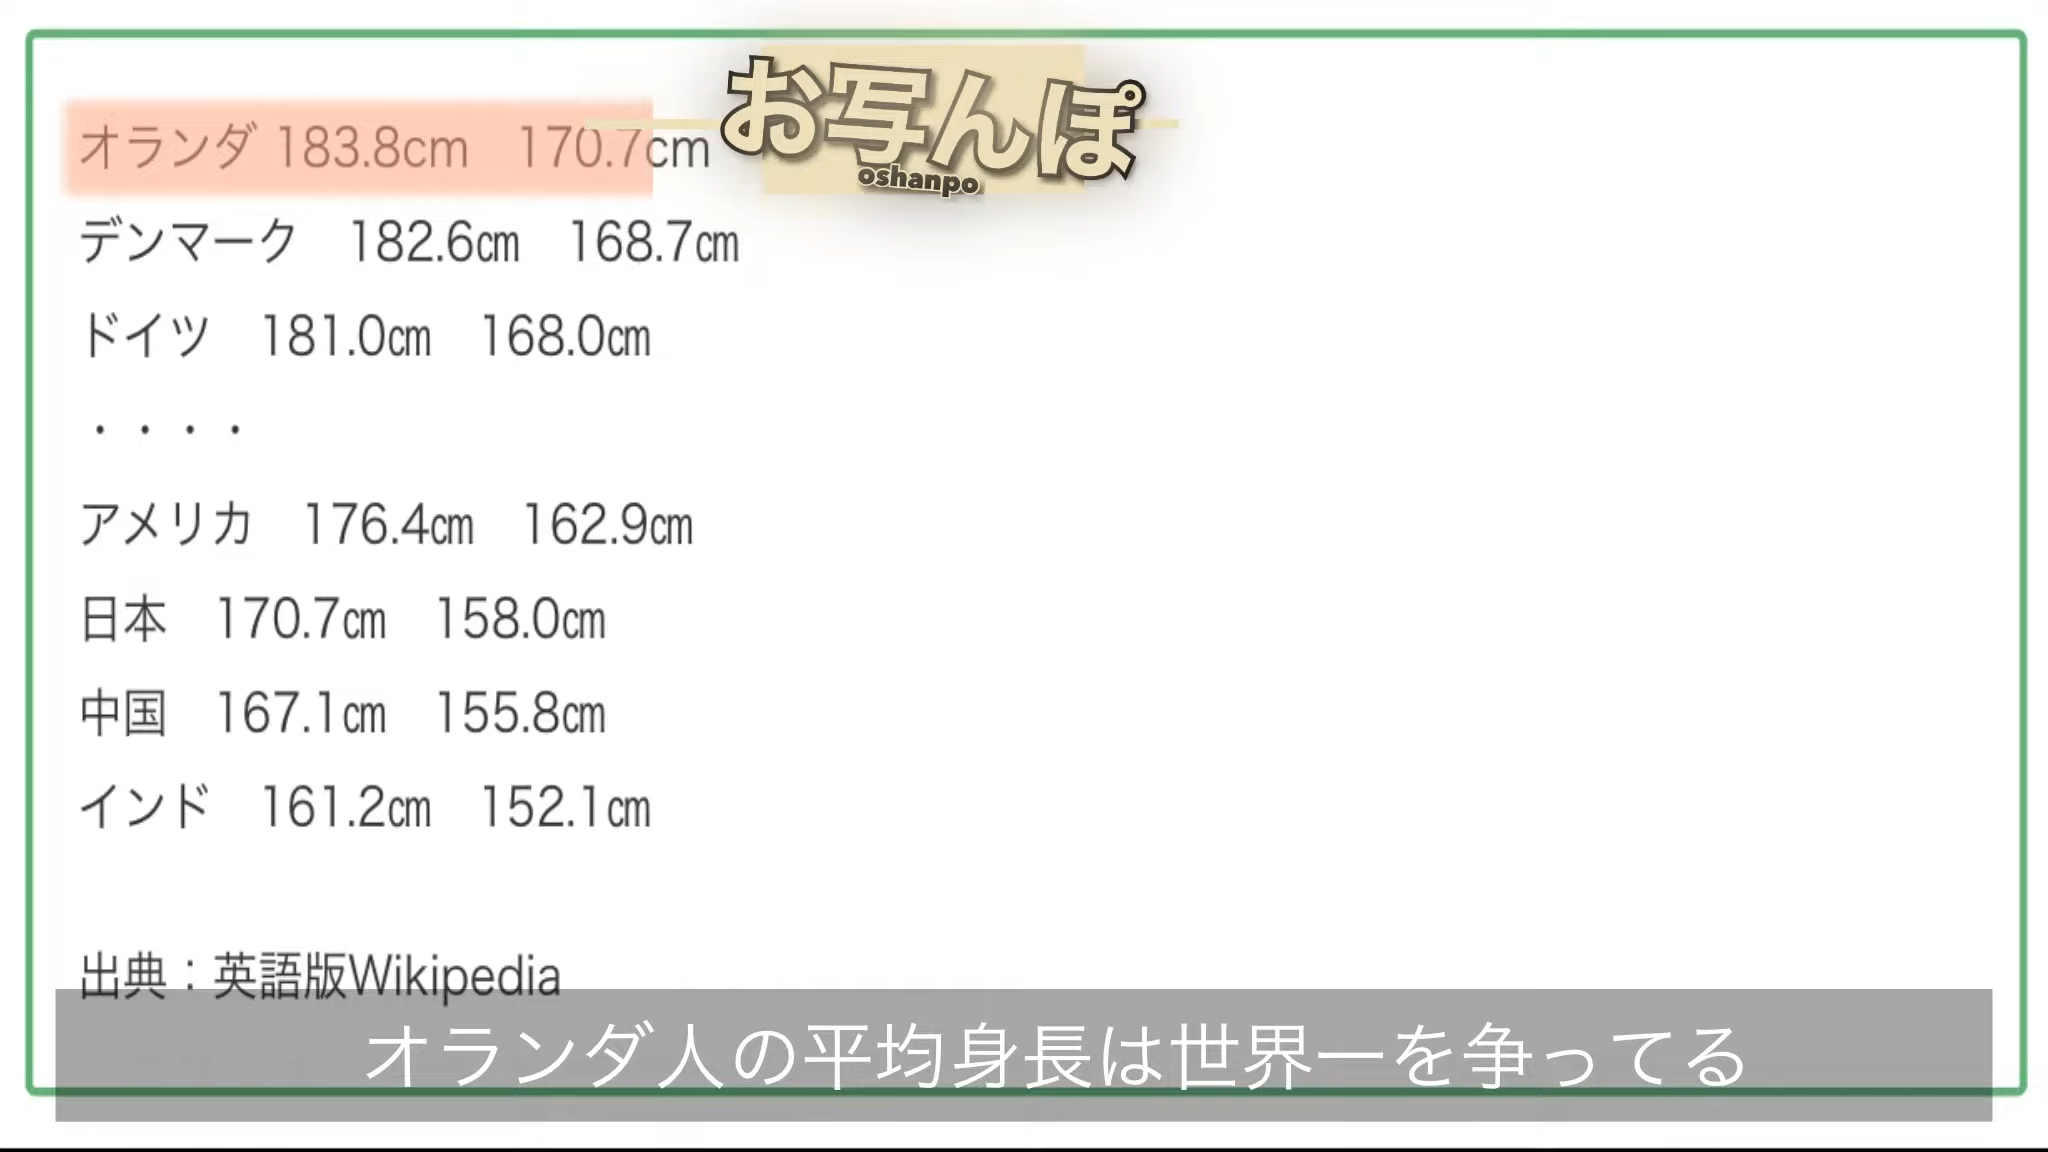 お写んぽ
oshanpo
オランダ 183.8cm　170.7cm
デンマーク　182.6㎝　168.7㎝
ドイツ　181.0㎝　168.0㎝
・・・・
アメリカ　176.4㎝　162.9㎝
日本　170.7㎝　158.0㎝
中国　167.1㎝　155.8㎝
インド　161.2㎝　152.1㎝
出典：英語版Wikipedia
オランダ人の平均身長は世界一を争ってる